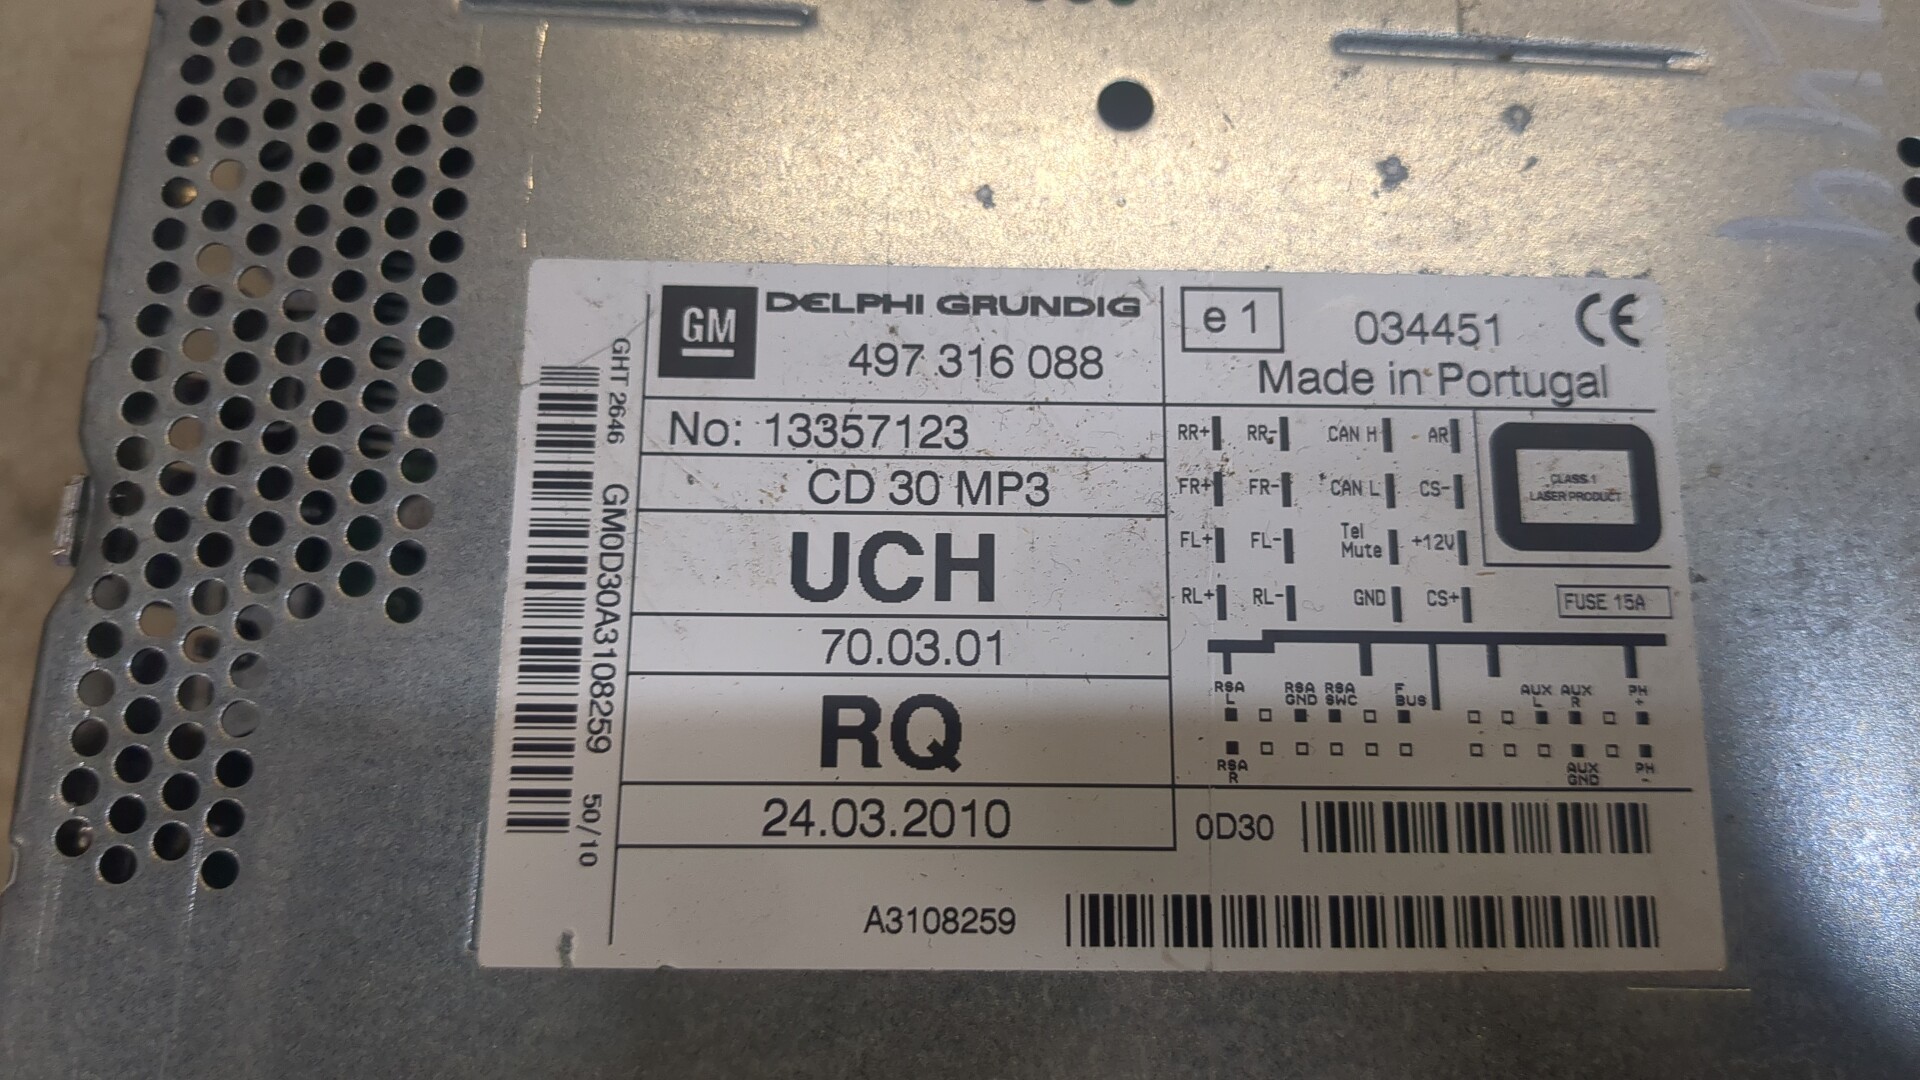 GM DELPHI GRUNDIG
497 316 088
No: 13357123
CD 30 MP3
UCH
70.03.01
RQ
24.03.2010
e1 034451 CE
Made in Portugal
RR+ RR- CAN H AR
FR+ FR- CAN L CS-
FL+ FL- Tel Mute +12V
RL+ RL- GND CS+
CLASS 1
LASER PRODUCT
FUSE 15A
RSA L RSA GND RSA SWC F BUS AUX L AUX R PH +
RSA R AUX GND PH -
0D30
A3108259
GHT 2646 GM0D30A3108259 50/10